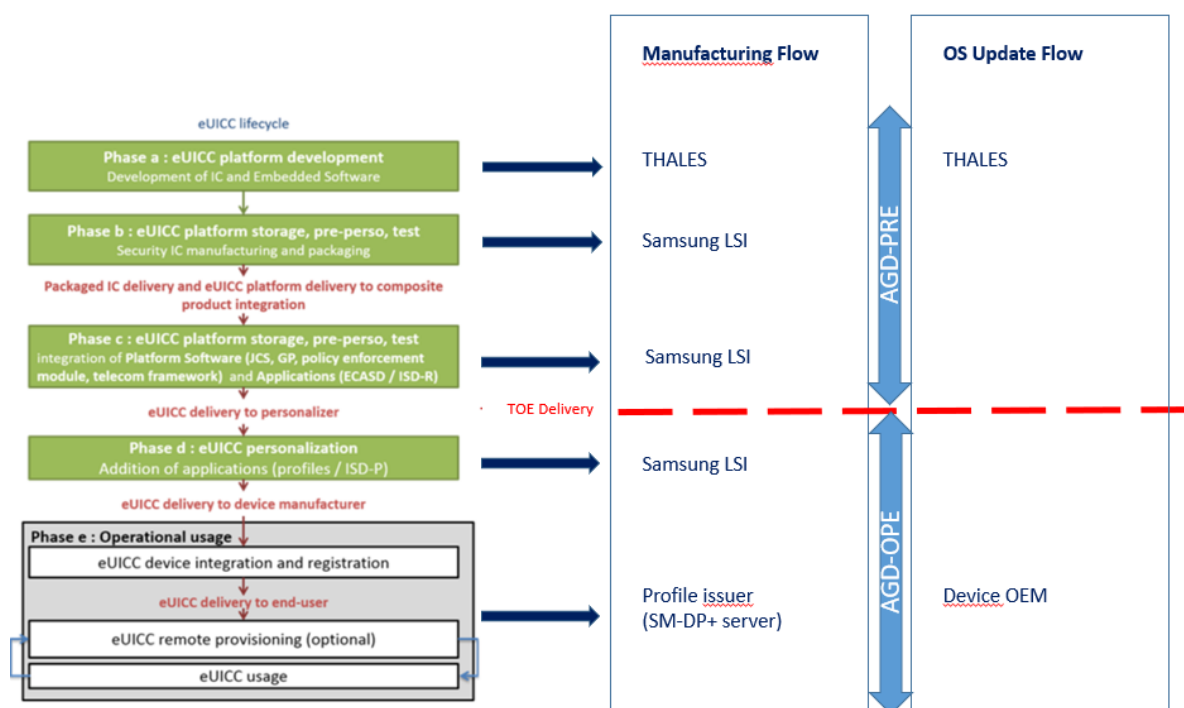 Manufacturing Flow
OS Update Flow
eUICC lifecycle
Phase a : eUICC platform development
Development of IC and Embedded Software
THALES
THALES
Phase b : eUICC platform storage, pre-perso, test
Security IC manufacturing and packaging
Samsung LSI
AGD-PRE
Packaged IC delivery and eUICC platform delivery to composite
product integration
Phase c : eUICC platform storage, pre-perso, test
integration of Platform Software (JCS, GP, policy enforcement
module, telecom framework) and Applications (ECASD / ISD-R)
Samsung LSI
eUICC delivery to personalizer
TOE Delivery
Phase d : eUICC personalization
Addition of applications (profiles / ISD-P)
Samsung LSI
eUICC delivery to device manufacturer
Phase e : Operational usage
eUICC device integration and registration
AGD-OPE
eUICC delivery to end-user
Profile issuer
(SM-DP+ server)
Device OEM
eUICC remote provisioning (optional)
eUICC usage